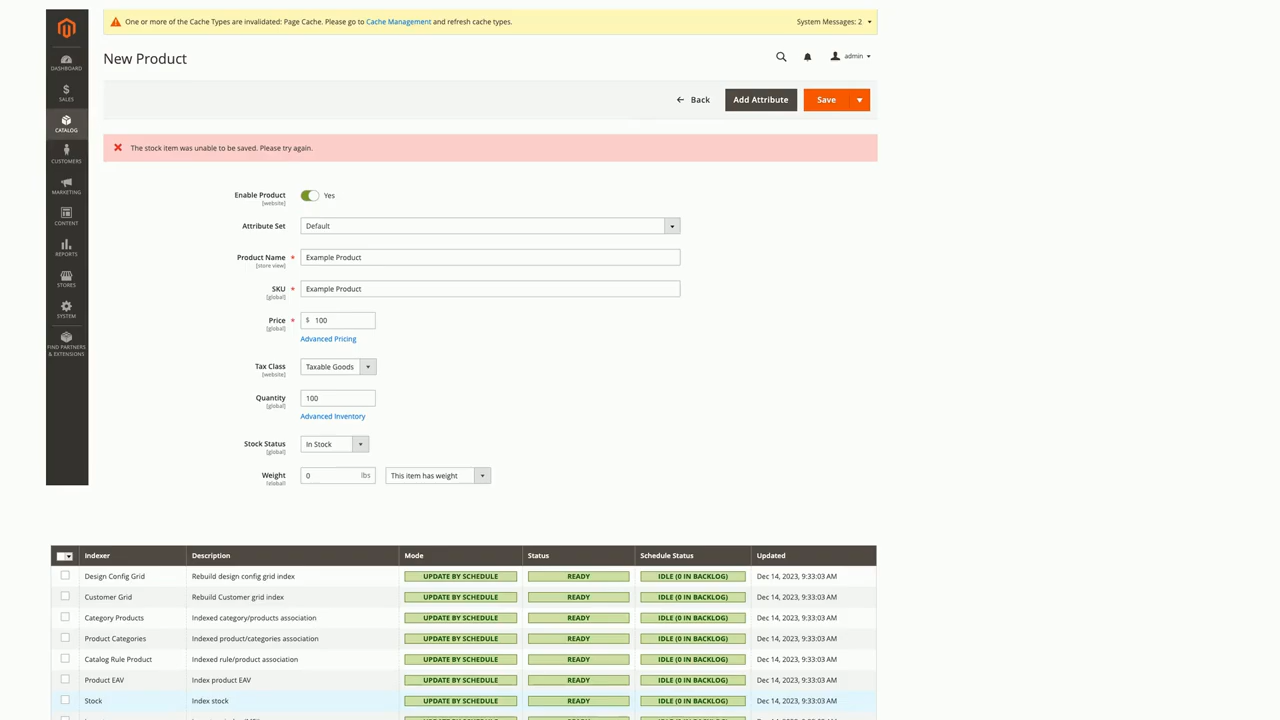 One or more of the Cache Types are invalidated: Page Cache. Please go to Cache Management and refresh cache types.
System Messages: 2
New Product
admin
DASHBOARD
SALES
CATALOG
CUSTOMERS
MARKETING
CONTENT
REPORTS
STORES
SYSTEM
FIND PARTNERS
& EXTENSIONS
Back
Add Attribute
Save
The stock item was unable to be saved. Please try again.
Enable Product
[website]
Yes
Attribute Set
Default
Product Name *
[store view]
Example Product
SKU *
[global]
Example Product
Price *
[global]
$ 100
Advanced Pricing
Tax Class
[website]
Taxable Goods
Quantity
[global]
100
Advanced Inventory
Stock Status
[global]
In Stock
Weight
[global]
0 lbs
This item has weight
Indexer Description Mode Status Schedule Status Updated
Design Config Grid Rebuild design config grid index UPDATE BY SCHEDULE READY IDLE (0 IN BACKLOG) Dec 14, 2023, 9:33:03 AM
Customer Grid Rebuild Customer grid index UPDATE BY SCHEDULE READY IDLE (0 IN BACKLOG) Dec 14, 2023, 9:33:03 AM
Category Products Indexed category/products association UPDATE BY SCHEDULE READY IDLE (0 IN BACKLOG) Dec 14, 2023, 9:33:03 AM
Product Categories Indexed product/categories association UPDATE BY SCHEDULE READY IDLE (0 IN BACKLOG) Dec 14, 2023, 9:33:03 AM
Catalog Rule Product Indexed rule/product association UPDATE BY SCHEDULE READY IDLE (0 IN BACKLOG) Dec 14, 2023, 9:33:03 AM
Product EAV Index product EAV UPDATE BY SCHEDULE READY IDLE (0 IN BACKLOG) Dec 14, 2023, 9:33:03 AM
Stock Index stock UPDATE BY SCHEDULE READY IDLE (0 IN BACKLOG) Dec 14, 2023, 9:33:03 AM